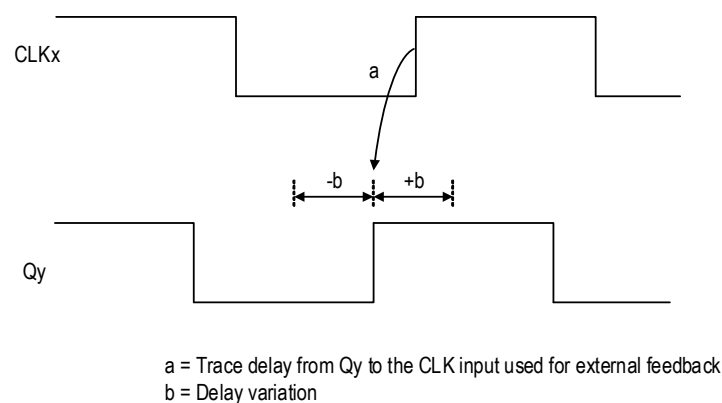 CLKx
a
-b
+b
Qy
a = Trace delay from Qy to the CLK input used for external feedback
b = Delay variation